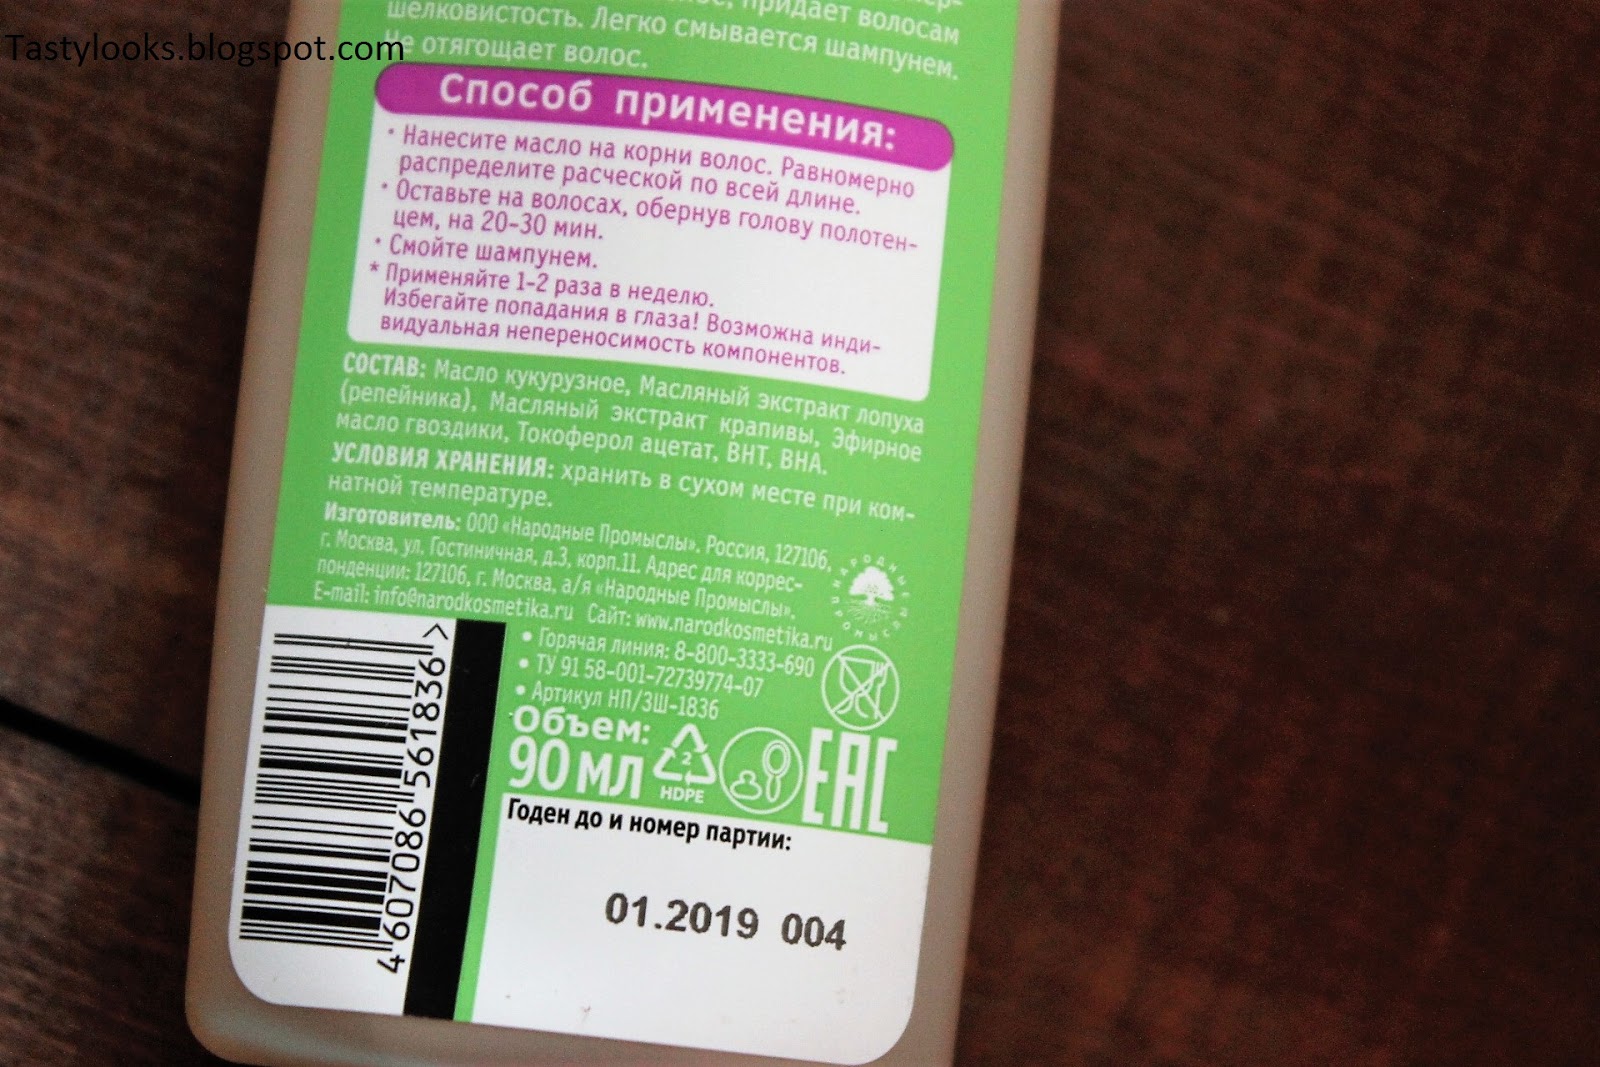 Tastylooks.blogspot.com
придает волосам
шелковистость. Легко смывается шампунем.
Не отягощает волос.
Способ применения:
· Нанесите масло на корни волос. Равномерно
распределите расческой по всей длине.
· Оставьте на волосах, обернув голову полотен-
цем, на 20-30 мин.
· Смойте шампунем.
* Применяйте 1-2 раза в неделю.
Избегайте попадания в глаза! Возможна инди-
видуальная непереносимость компонентов.
СОСТАВ: Масло кукурузное, Масляный экстракт лопуха
(репейника), Масляный экстракт крапивы, Эфирное
масло гвоздики, Токоферол ацетат, BHT, BHA.
УСЛОВИЯ ХРАНЕНИЯ: хранить в сухом месте при ком-
натной температуре.
Изготовитель: ООО «Народные Промыслы». Россия, 127106,
г. Москва, ул. Гостиничная, д.3, корп.11. Адрес для коррес-
понденции: 127106, г. Москва, а/я «Народные Промыслы».
E-mail: info@narodkosmetika.ru Сайт: www.narodkosmetika.ru
НАРОДНЫЕ ПРОМЫСЛЫ
• Горячая линия: 8-800-3333-690
• ТУ 91 58-001-72739774-07
• Артикул НП/ЗШ-1836
Объем:
90 МЛ
2
HDPE
EAC
Годен до и номер партии:
01.2019 004
4 607086 561836 >